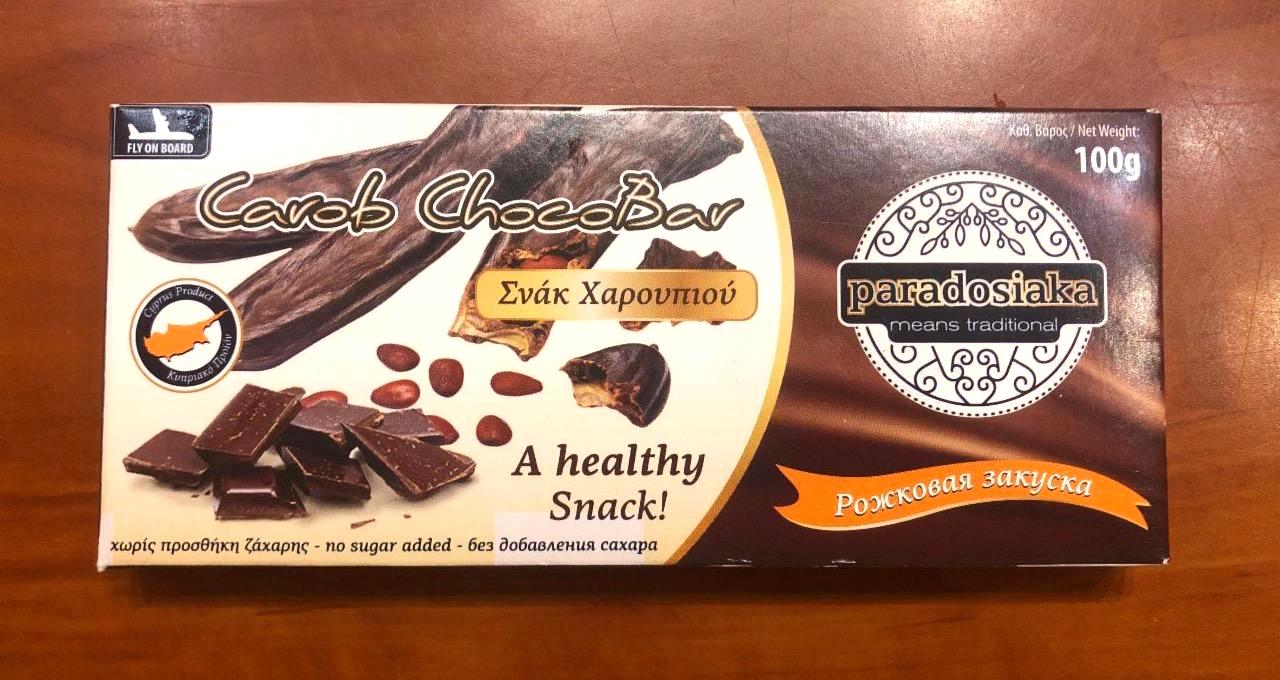 FLY ON BOARD
Καθ. Βάρος / Net Weight:
100g
Carob ChocoBar
Σνάκ Χαρουπιού
paradosiaka
means traditional
Cyprus Product
Κυπριακό Προϊόν
A healthy
Snack!
Рожковая закуска
χωρίς προσθήκη ζάχαρης - no sugar added - без добавления сахара